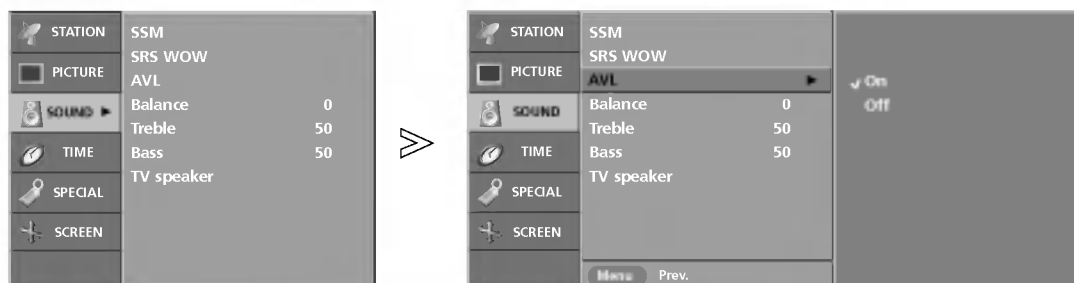 STATION
PICTURE
SOUND ►
TIME
SPECIAL
SCREEN
SSM
SRS WOW
AVL
Balance 0
Treble 50
Bass 50
TV speaker
STATION
PICTURE
SOUND
TIME
SPECIAL
SCREEN
SSM
SRS WOW
AVL ►
Balance 0
Treble 50
Bass 50
TV speaker
Menu Prev.
✓ On
Off